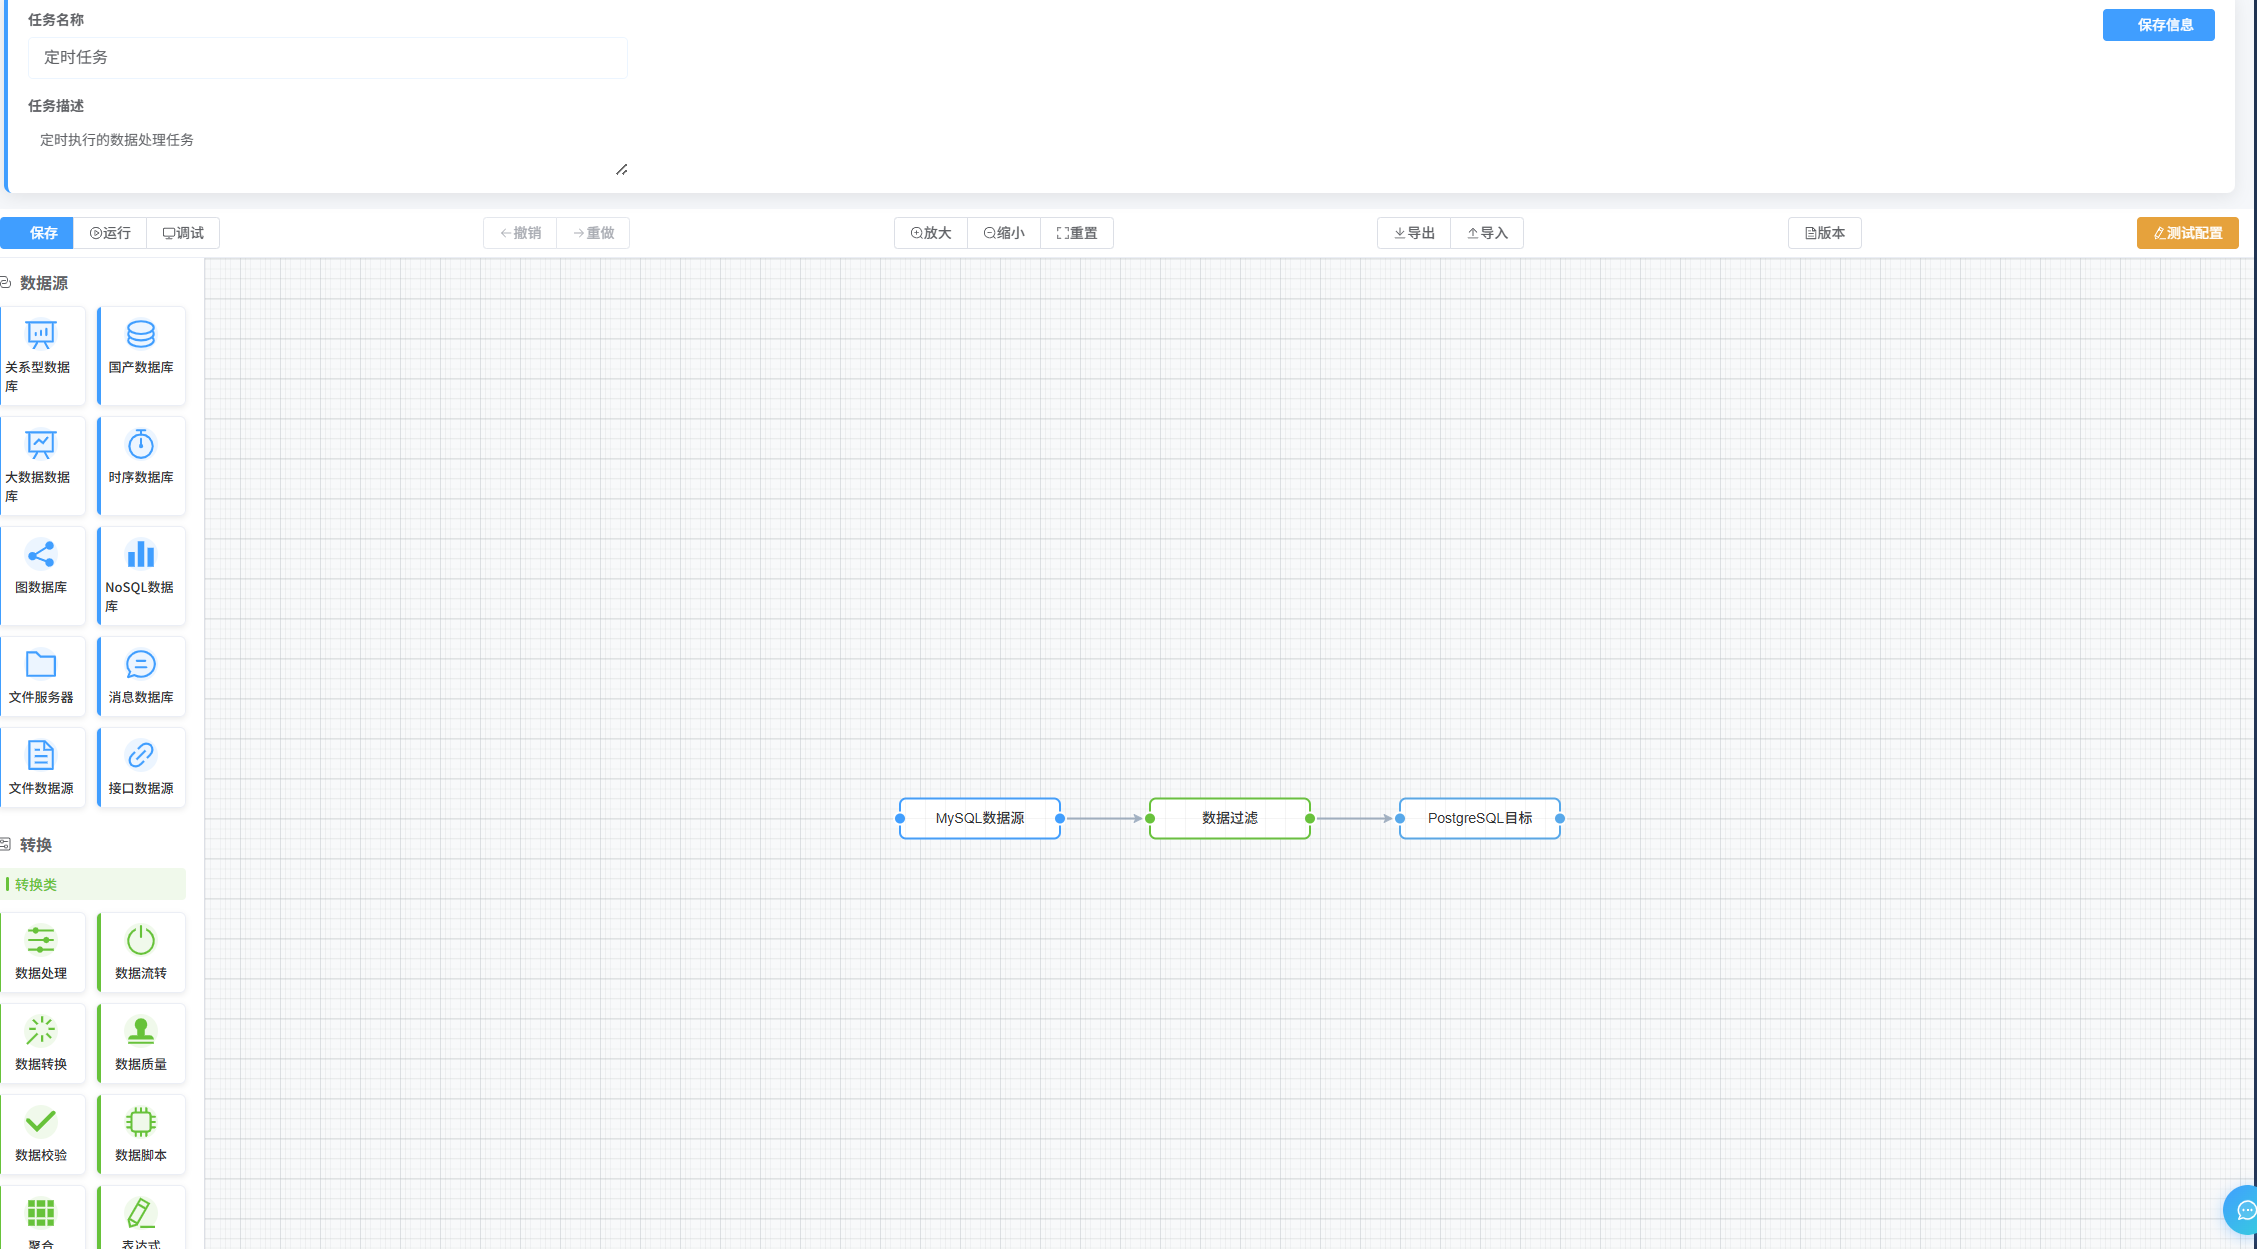 任务名称
保存信息
定时任务
任务描述
定时执行的数据处理任务
保存 运行 调试 撤销 重做 放大 缩小 重置 导出 导入 版本 测试配置
数据源
关系型数据库 国产数据库
大数据数据库 时序数据库
图数据库 NoSQL数据库
文件服务器 消息数据库
文件数据源 接口数据源
MySQL数据源 数据过滤 PostgreSQL目标
转换
转换类
数据处理 数据流转
数据转换 数据质量
数据校验 数据脚本
聚合 表达式